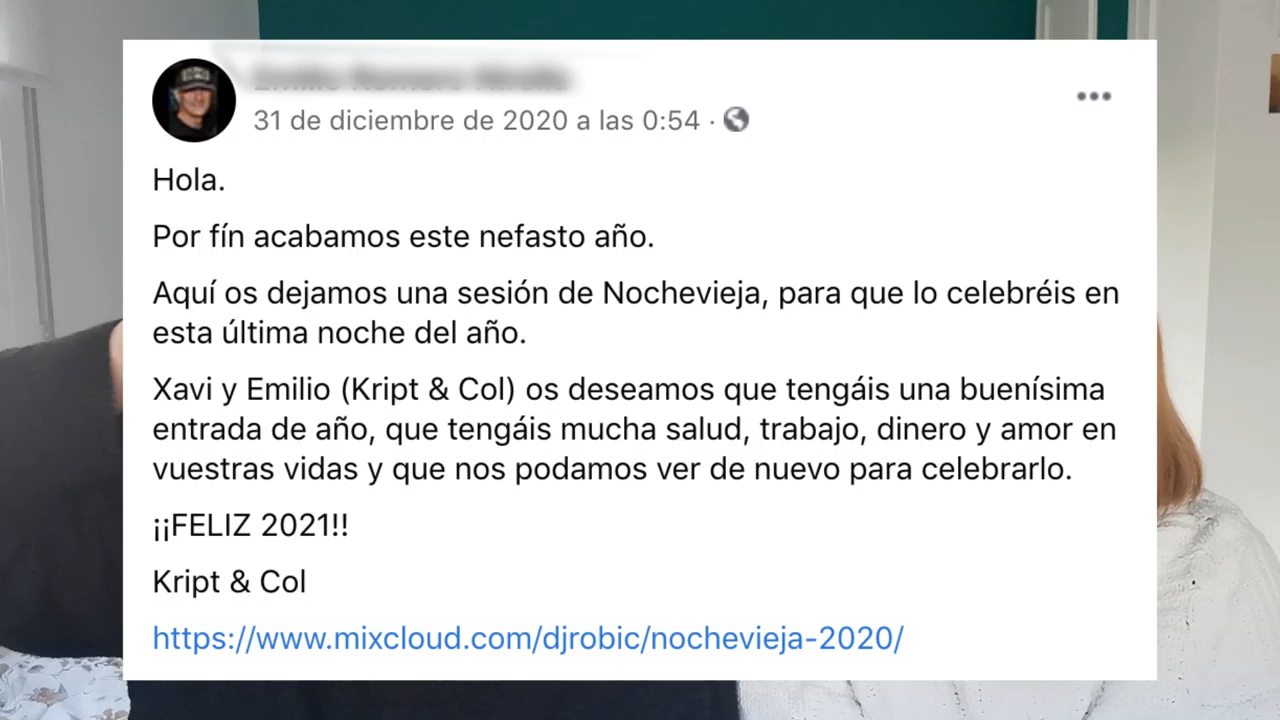 31 de diciembre de 2020 a las 0:54 ·
Hola.
Por fín acabamos este nefasto año.
Aquí os dejamos una sesión de Nochevieja, para que lo celebréis en
esta última noche del año.
Xavi y Emilio (Kript & Col) os deseamos que tengáis una buenísima
entrada de año, que tengáis mucha salud, trabajo, dinero y amor en
vuestras vidas y que nos podamos ver de nuevo para celebrarlo.
¡¡FELIZ 2021!!
Kript & Col
https://www.mixcloud.com/djrobic/nochevieja-2020/